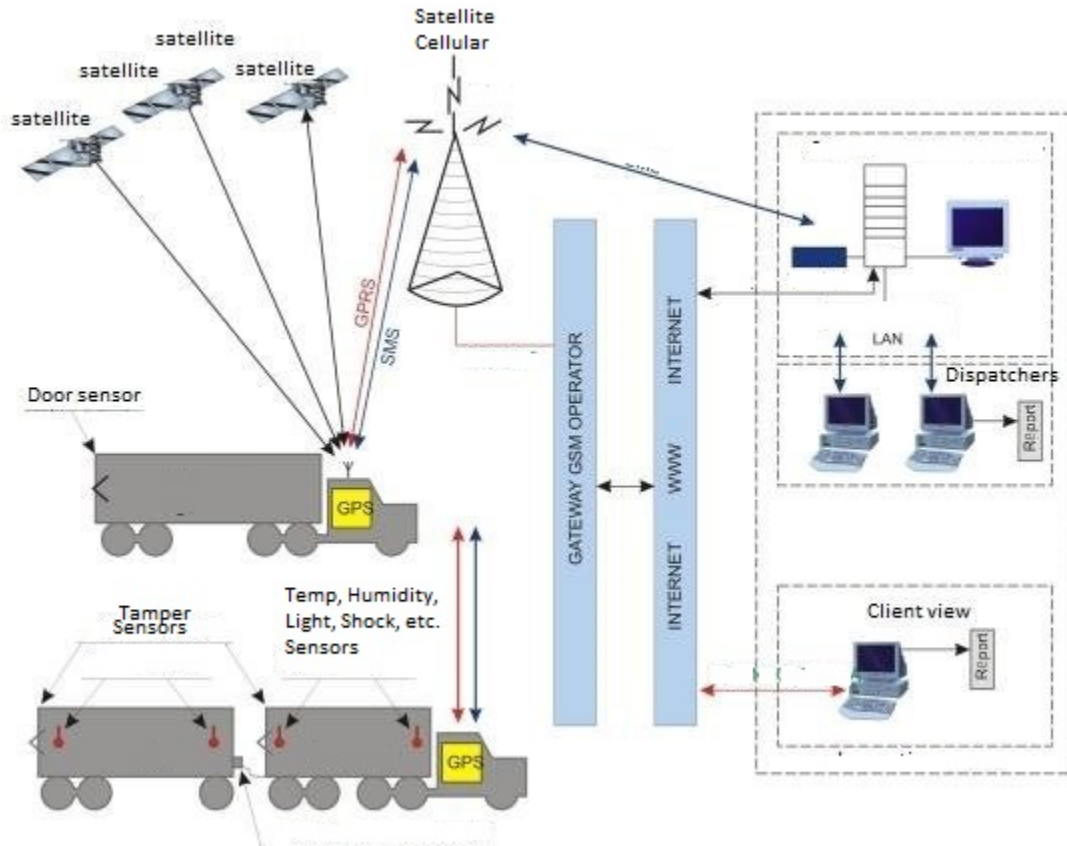 Satellite
Cellular
satellite
satellite
satellite
satellite
GPRS
SMS
Door sensor
GPS
GATEWAY GSM OPERATOR
INTERNET
WWW
INTERNET
LAN
Dispatchers
Report
Tamper
Sensors
Temp, Humidity,
Light, Shock, etc.
Sensors
GPS
Client view
Report